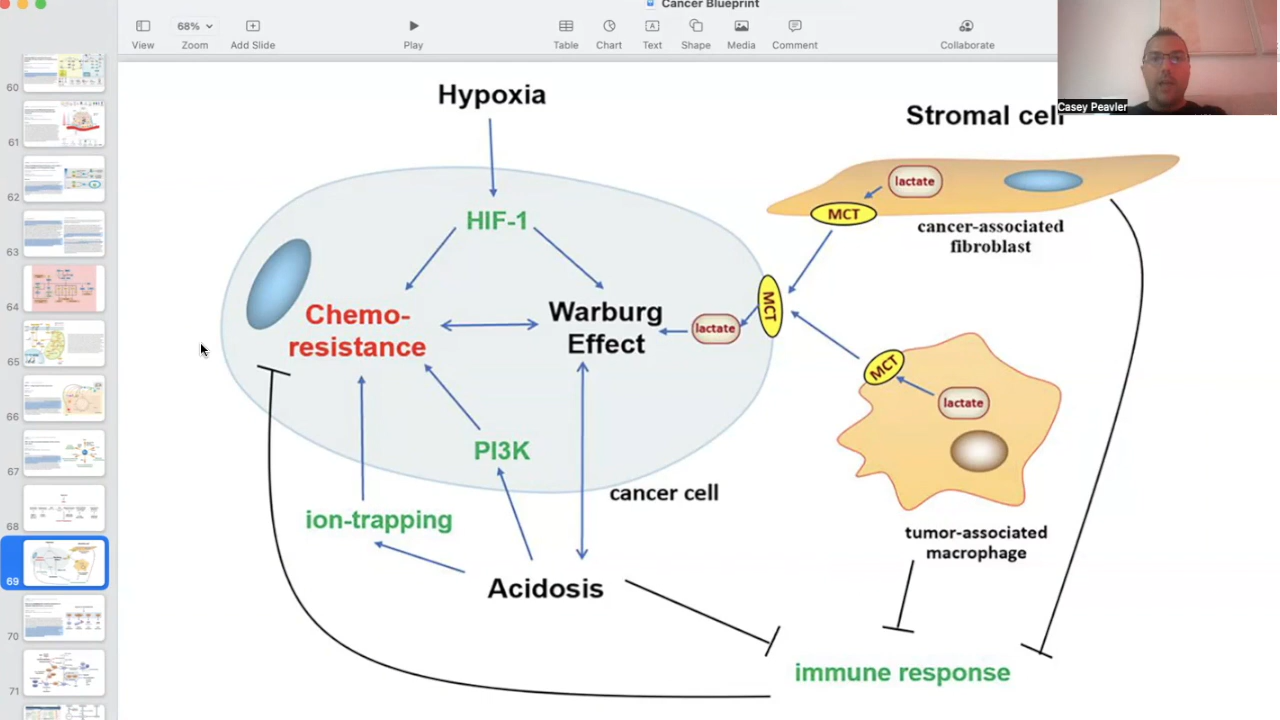 Cancer Blueprint
68%
View
Zoom
Add Slide
Play
Table
Chart
Text
Shape
Media
Comment
Collaborate
Casey Peavler
60
61
62
63
64
65
66
67
68
69
70
71
Hypoxia
Stromal cell
lactate
MCT
cancer-associated
fibroblast
HIF-1
Chemo-
resistance
Warburg
Effect
lactate
MCT
MCT
lactate
PI3K
cancer cell
ion-trapping
tumor-associated
macrophage
Acidosis
immune response